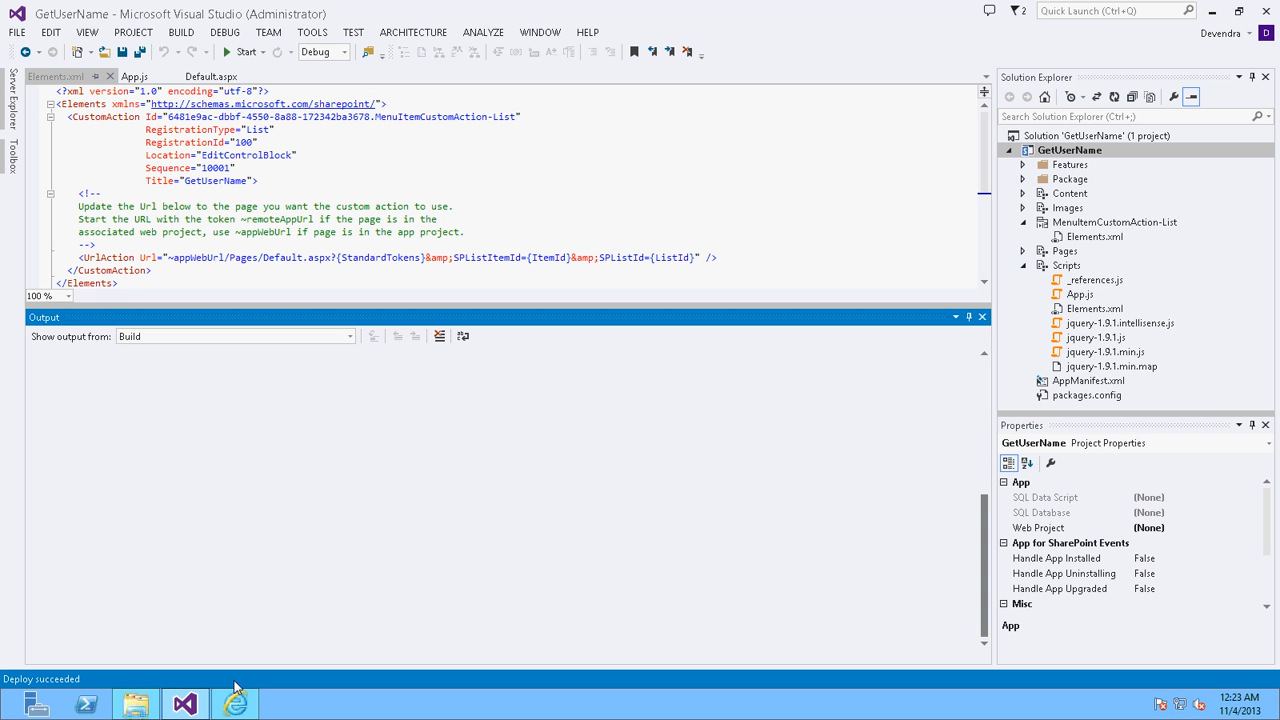 GetUserName - Microsoft Visual Studio (Administrator)
2
Quick Launch (Ctrl+Q)
FILE EDIT VIEW PROJECT BUILD DEBUG TEAM TOOLS TEST ARCHITECTURE ANALYZE WINDOW HELP
Devendra
D
Start
Debug
Server Explorer
Toolbox
Elements.xml App.js Default.aspx
<?xml version="1.0" encoding="utf-8"?>
<Elements xmlns="http://schemas.microsoft.com/sharepoint/">
<CustomAction Id="6481e9ac-dbbf-4550-8a88-172342ba3678.MenuItemCustomAction-List"
RegistrationType="List"
RegistrationId="100"
Location="EditControlBlock"
Sequence="10001"
Title="GetUserName">
<!--
Update the Url below to the page you want the custom action to use.
Start the URL with the token ~remoteAppUrl if the page is in the
associated web project, use ~appWebUrl if page is in the app project.
-->
<UrlAction Url="~appWebUrl/Pages/Default.aspx?{StandardTokens}&amp;SPListItemId={ItemId}&amp;SPListId={ListId}" />
</CustomAction>
</Elements>
100 %
Output
Show output from: Build
Solution Explorer
Search Solution Explorer (Ctrl+;)
Solution 'GetUserName' (1 project)
GetUserName
Features
Package
Content
Images
MenuItemCustomAction-List
Elements.xml
Pages
Scripts
_references.js
App.js
Elements.xml
jquery-1.9.1.intellisense.js
jquery-1.9.1.js
jquery-1.9.1.min.js
jquery-1.9.1.min.map
AppManifest.xml
packages.config
Properties
GetUserName Project Properties
App
SQL Data Script (None)
SQL Database (None)
Web Project (None)
App for SharePoint Events
Handle App Installed False
Handle App Uninstalling False
Handle App Upgraded False
Misc
App
Deploy succeeded
12:23 AM
11/4/2013